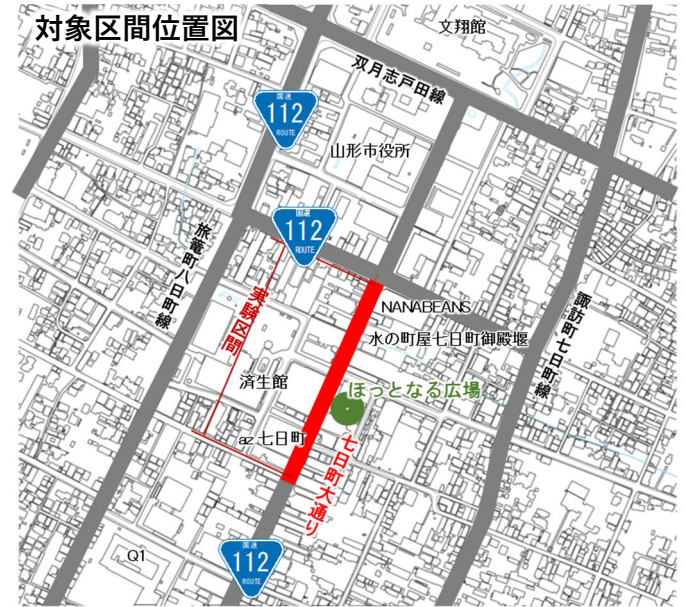 対象区間位置図
文翔館
双月志戸田線
国道
112
ROUTE
山形市役所
国道
112
ROUTE
旅篭町八日町線
実験区間
NANABEANS
水の町屋七日町御殿堰
諏訪町七日町線
済生館
ほっとなる広場
az七日町
七日町大通り
Q1
国道
112
ROUTE